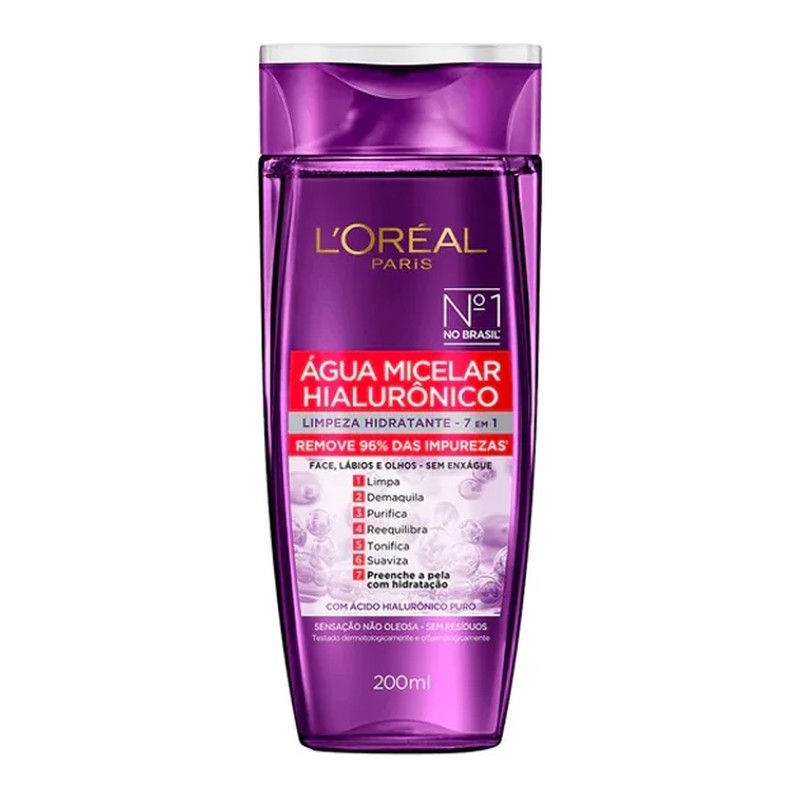 L'ORÉAL
PARIS
Nº1
NO BRASIL*
ÁGUA MICELAR
HIALURÔNICO
LIMPEZA HIDRATANTE - 7 EM 1
REMOVE 96% DAS IMPUREZAS¹
FACE, LÁBIOS E OLHOS - SEM ENXÁGUE
1 Limpa
2 Demaquila
3 Purifica
4 Reequilibra
5 Tonifica
6 Suaviza
7 Preenche a pela
com hidratação
COM ÁCIDO HIALURÔNICO PURO
SENSAÇÃO NÃO OLEOSA - SEM RESÍDUOS
Testado dermatologicamente e oftalmologicamente
200ml